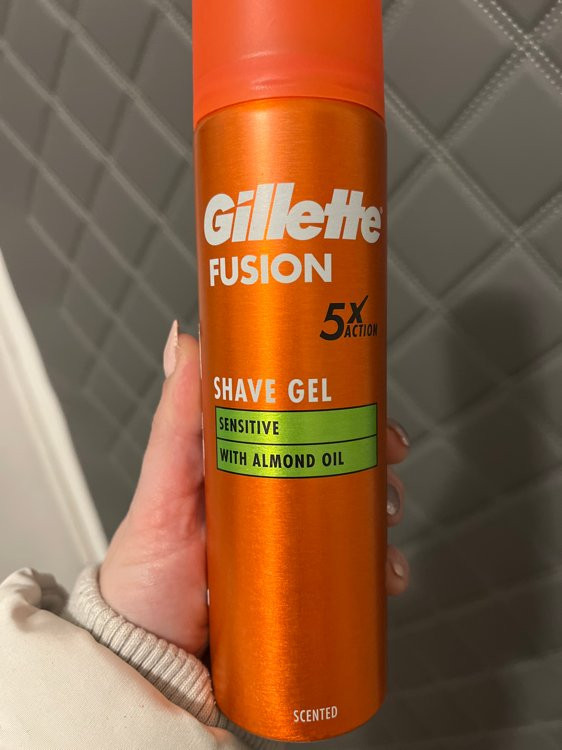 Gillette
FUSION
5X
ACTION
SHAVE GEL
SENSITIVE
WITH ALMOND OIL
SCENTED